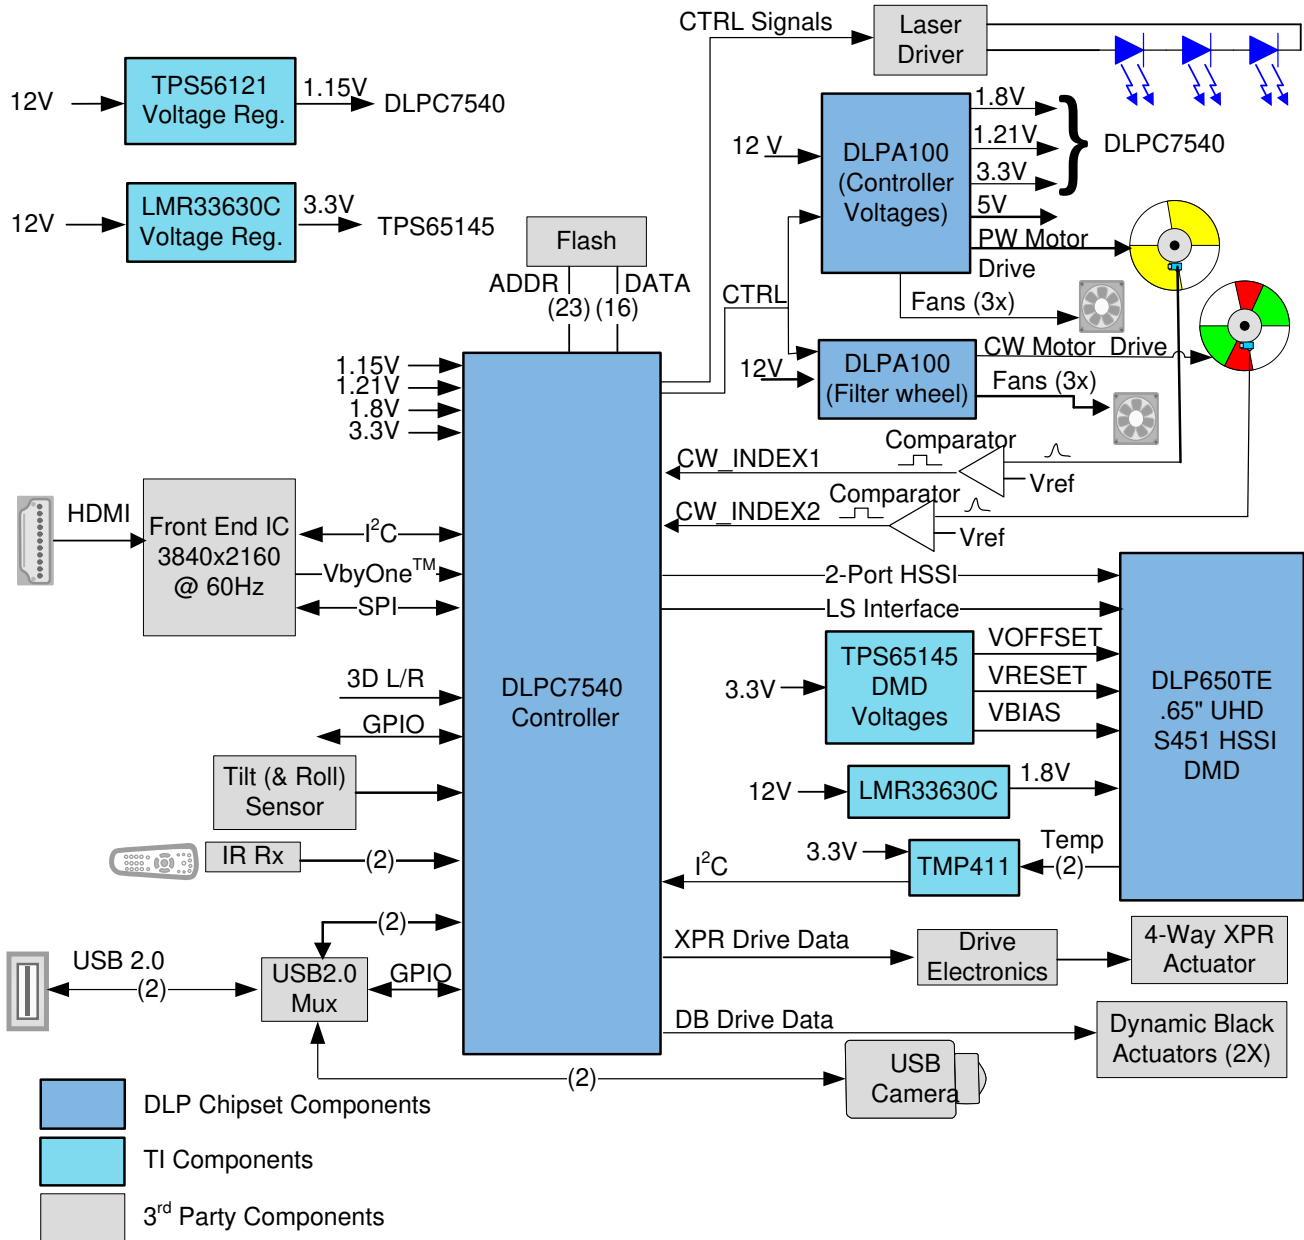 CTRL Signals
Laser
Driver
12V
TPS56121
Voltage Reg.
1.15V
DLPC7540
12V
LMR33630C
Voltage Reg.
3.3V
TPS65145
12 V
DLPA100
(Controller
Voltages)
1.8V
1.21V
3.3V
5V
PW Motor
Drive
DLPC7540
Fans (3x)
Flash
ADDR
(23)
DATA
(16)
CTRL
12V
DLPA100
(Filter wheel)
CW Motor Drive
Fans (3x)
1.15V
1.21V
1.8V
3.3V
CW_INDEX1
Comparator
Vref
CW_INDEX2
Comparator
Vref
HDMI
Front End IC
3840x2160
@ 60Hz
I²C
VbyOne™
SPI
2-Port HSSI
LS Interface
DLPC7540
Controller
3D L/R
GPIO
Tilt (& Roll)
Sensor
IR Rx
(2)
3.3V
TPS65145
DMD
Voltages
VOFFSET
VRESET
VBIAS
DLP650TE
.65" UHD
S451 HSSI
DMD
12V
LMR33630C
1.8V
3.3V
TMP411
Temp
(2)
I²C
(2)
USB 2.0
(2)
USB2.0
Mux
GPIO
XPR Drive Data
Drive
Electronics
4-Way XPR
Actuator
DB Drive Data
Dynamic Black
Actuators (2X)
(2)
USB
Camera
DLP Chipset Components
TI Components
3rd Party Components